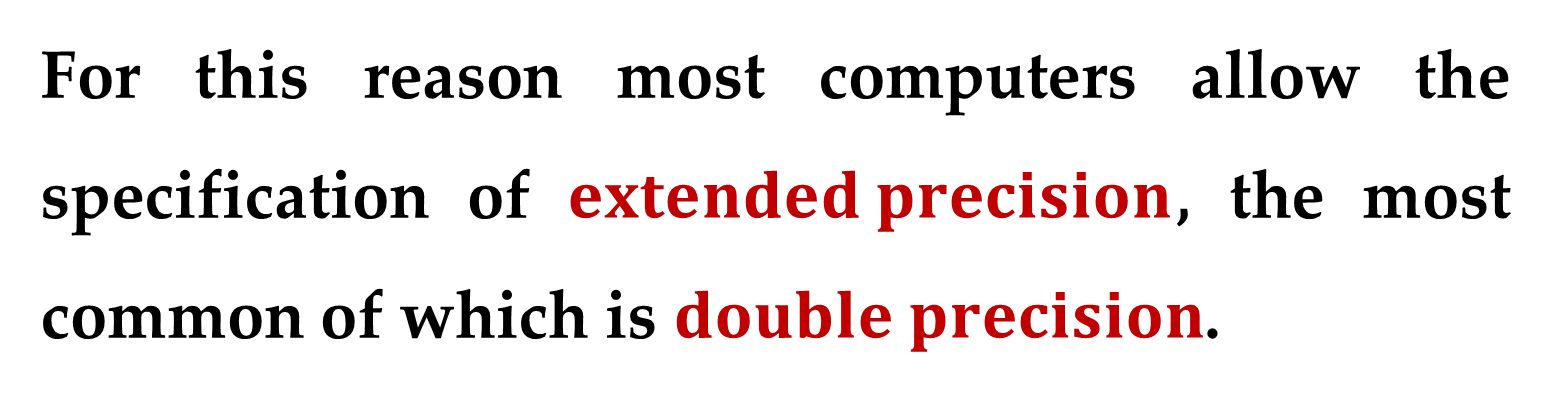 For this reason most computers allow the
specification of extended precision, the most
common of which is double precision.